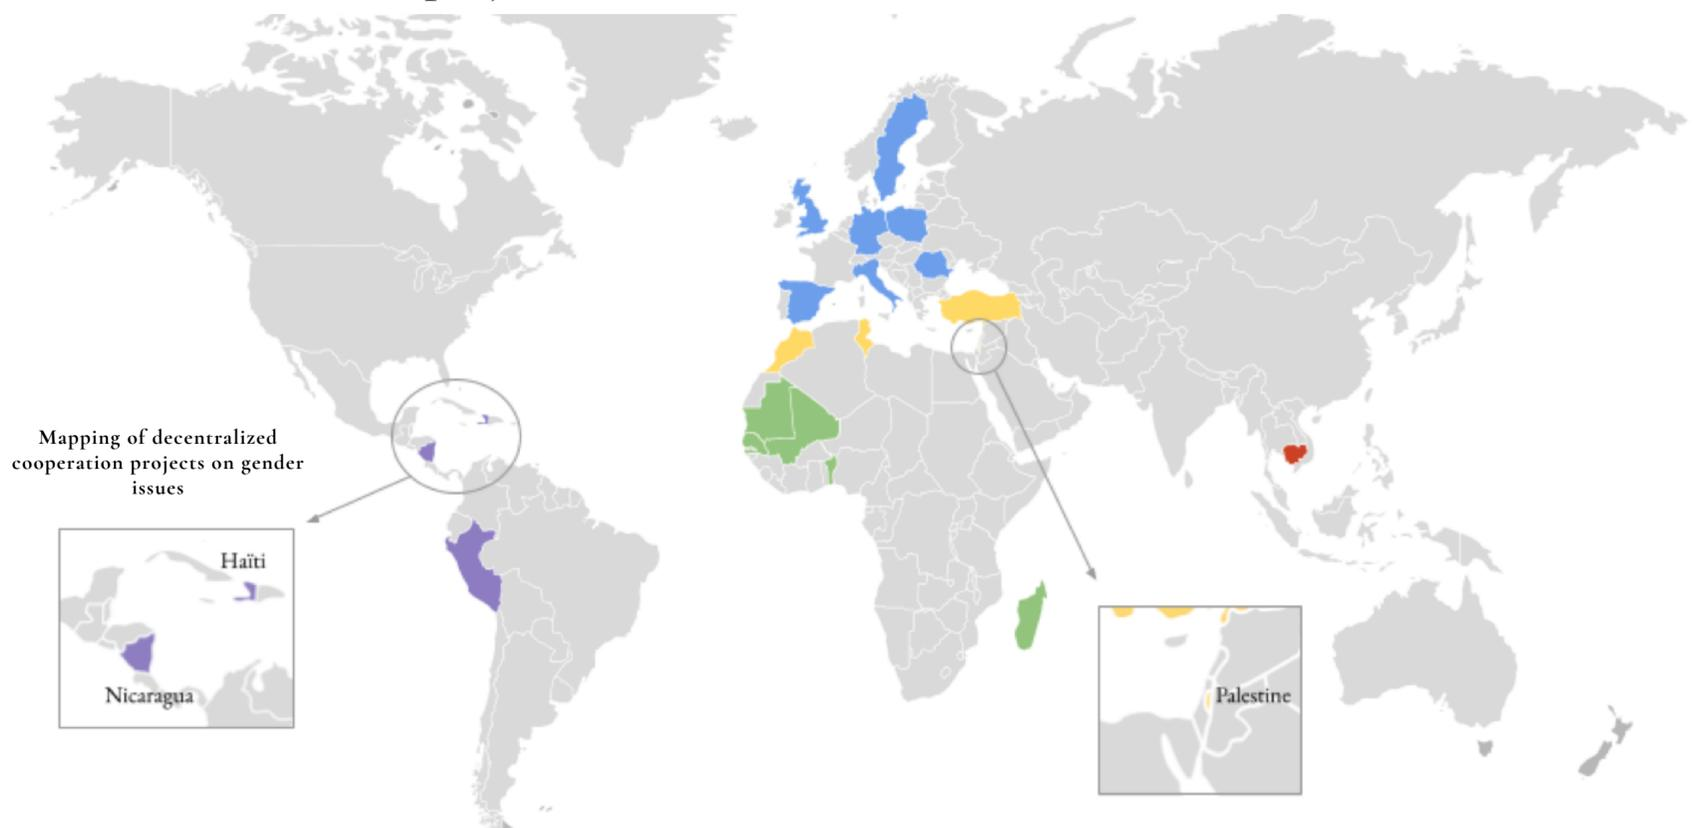 Mapping of decentralized
cooperation projects on gender
issues
Haïti
Nicaragua
Palestine